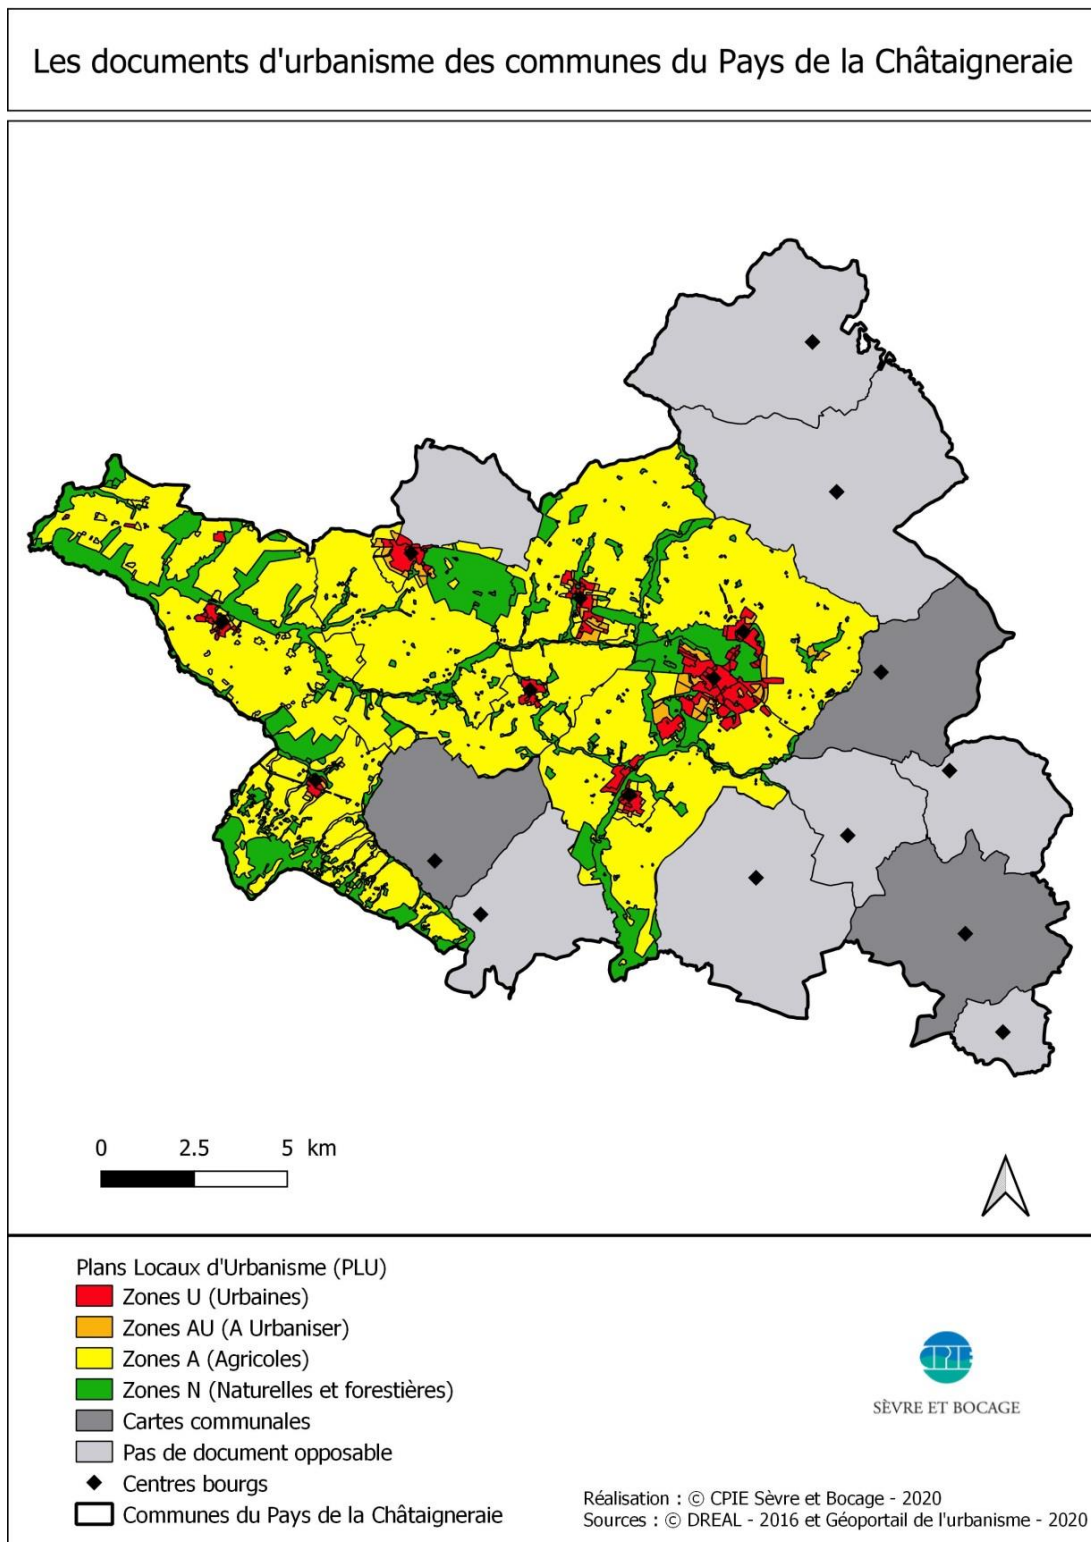 Les documents d'urbanisme des communes du Pays de la Châtaigneraie
0 2.5 5 km
Plans Locaux d'Urbanisme (PLU)
Zones U (Urbaines)
Zones AU (A Urbaniser)
Zones A (Agricoles)
Zones N (Naturelles et forestières)
Cartes communales
Pas de document opposable
Centres bourgs
Communes du Pays de la Châtaigneraie
CPIE
SÈVRE ET BOCAGE
Réalisation : © CPIE Sèvre et Bocage - 2020
Sources : © DREAL - 2016 et Géoportail de l'urbanisme - 2020